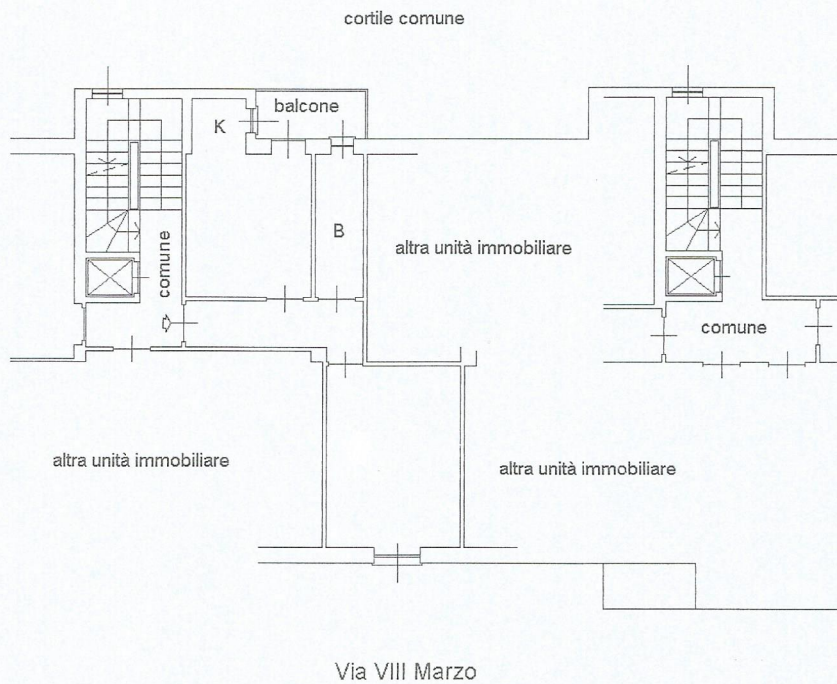 cortile comune
balcone
K
B
comune
altra unità immobiliare
comune
altra unità immobiliare
altra unità immobiliare
Via VIII Marzo